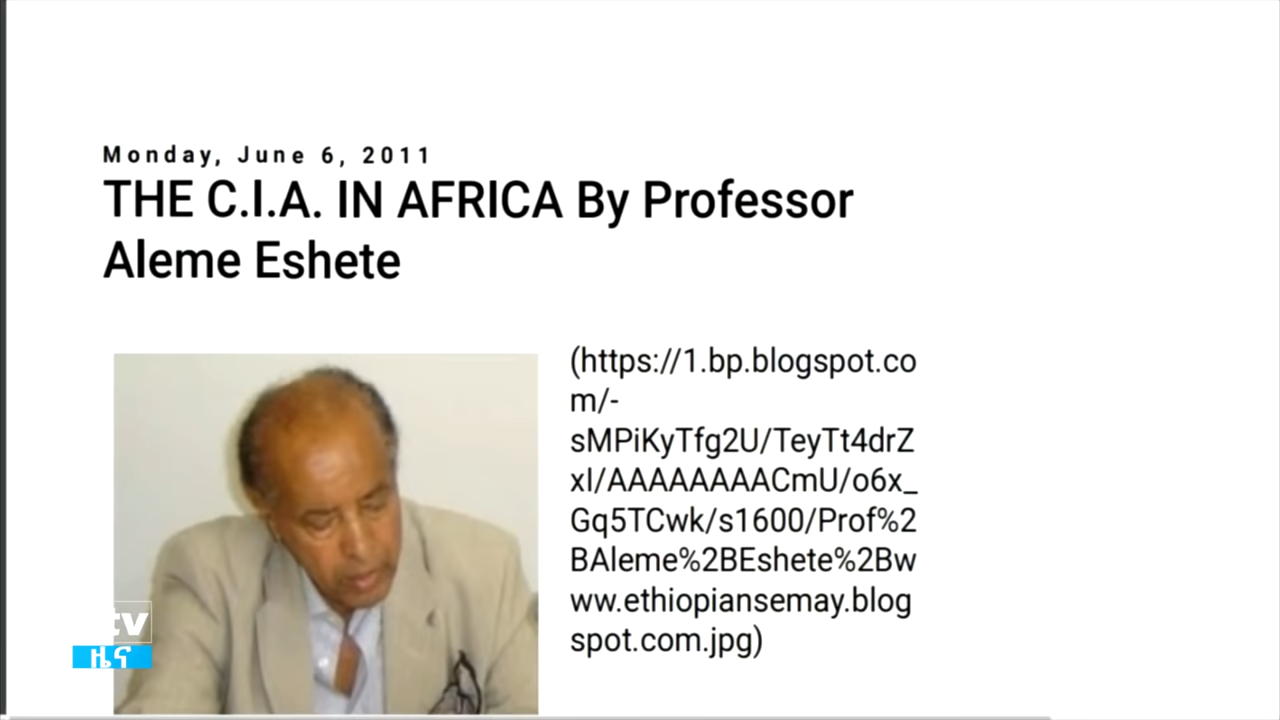 Monday, June 6, 2011
THE C.I.A. IN AFRICA By Professor
Aleme Eshete
(https://1.bp.blogspot.co
m/-
sMPiKyTfg2U/TeyTt4drZ
xI/AAAAAAAACmU/o6x_
Gq5TCwk/s1600/Prof%2
BAleme%2BEshete%2Bw
ww.ethiopiansemay.blog
spot.com.jpg)
tv
ዜና